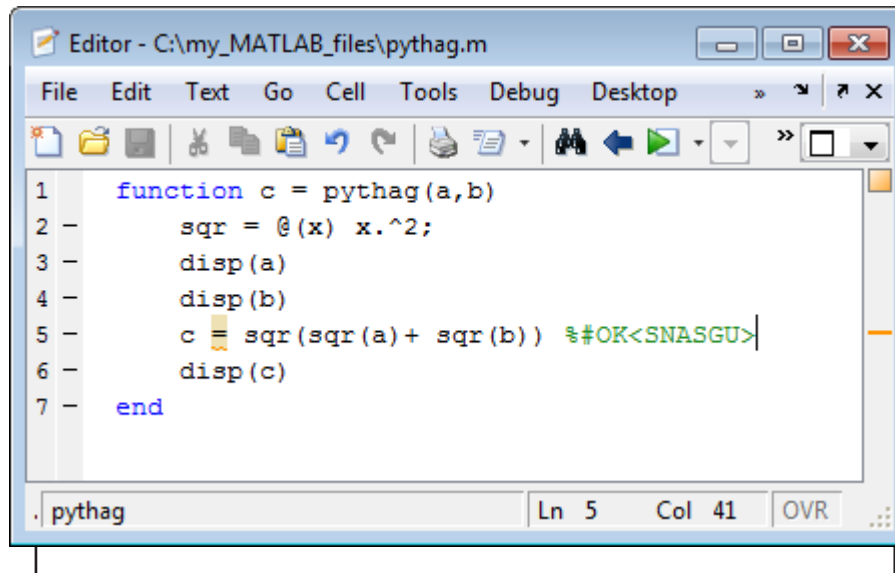 Editor - C:\my_MATLAB_files\pythag.m
File Edit Text Go Cell Tools Debug Desktop »
»
1 function c = pythag(a,b)
2 – sqr = @(x) x.^2;
3 – disp(a)
4 – disp(b)
5 – c = sqr(sqr(a)+ sqr(b)) %#OK<SNASGU>
6 – disp(c)
7 – end
pythag Ln 5 Col 41 OVR